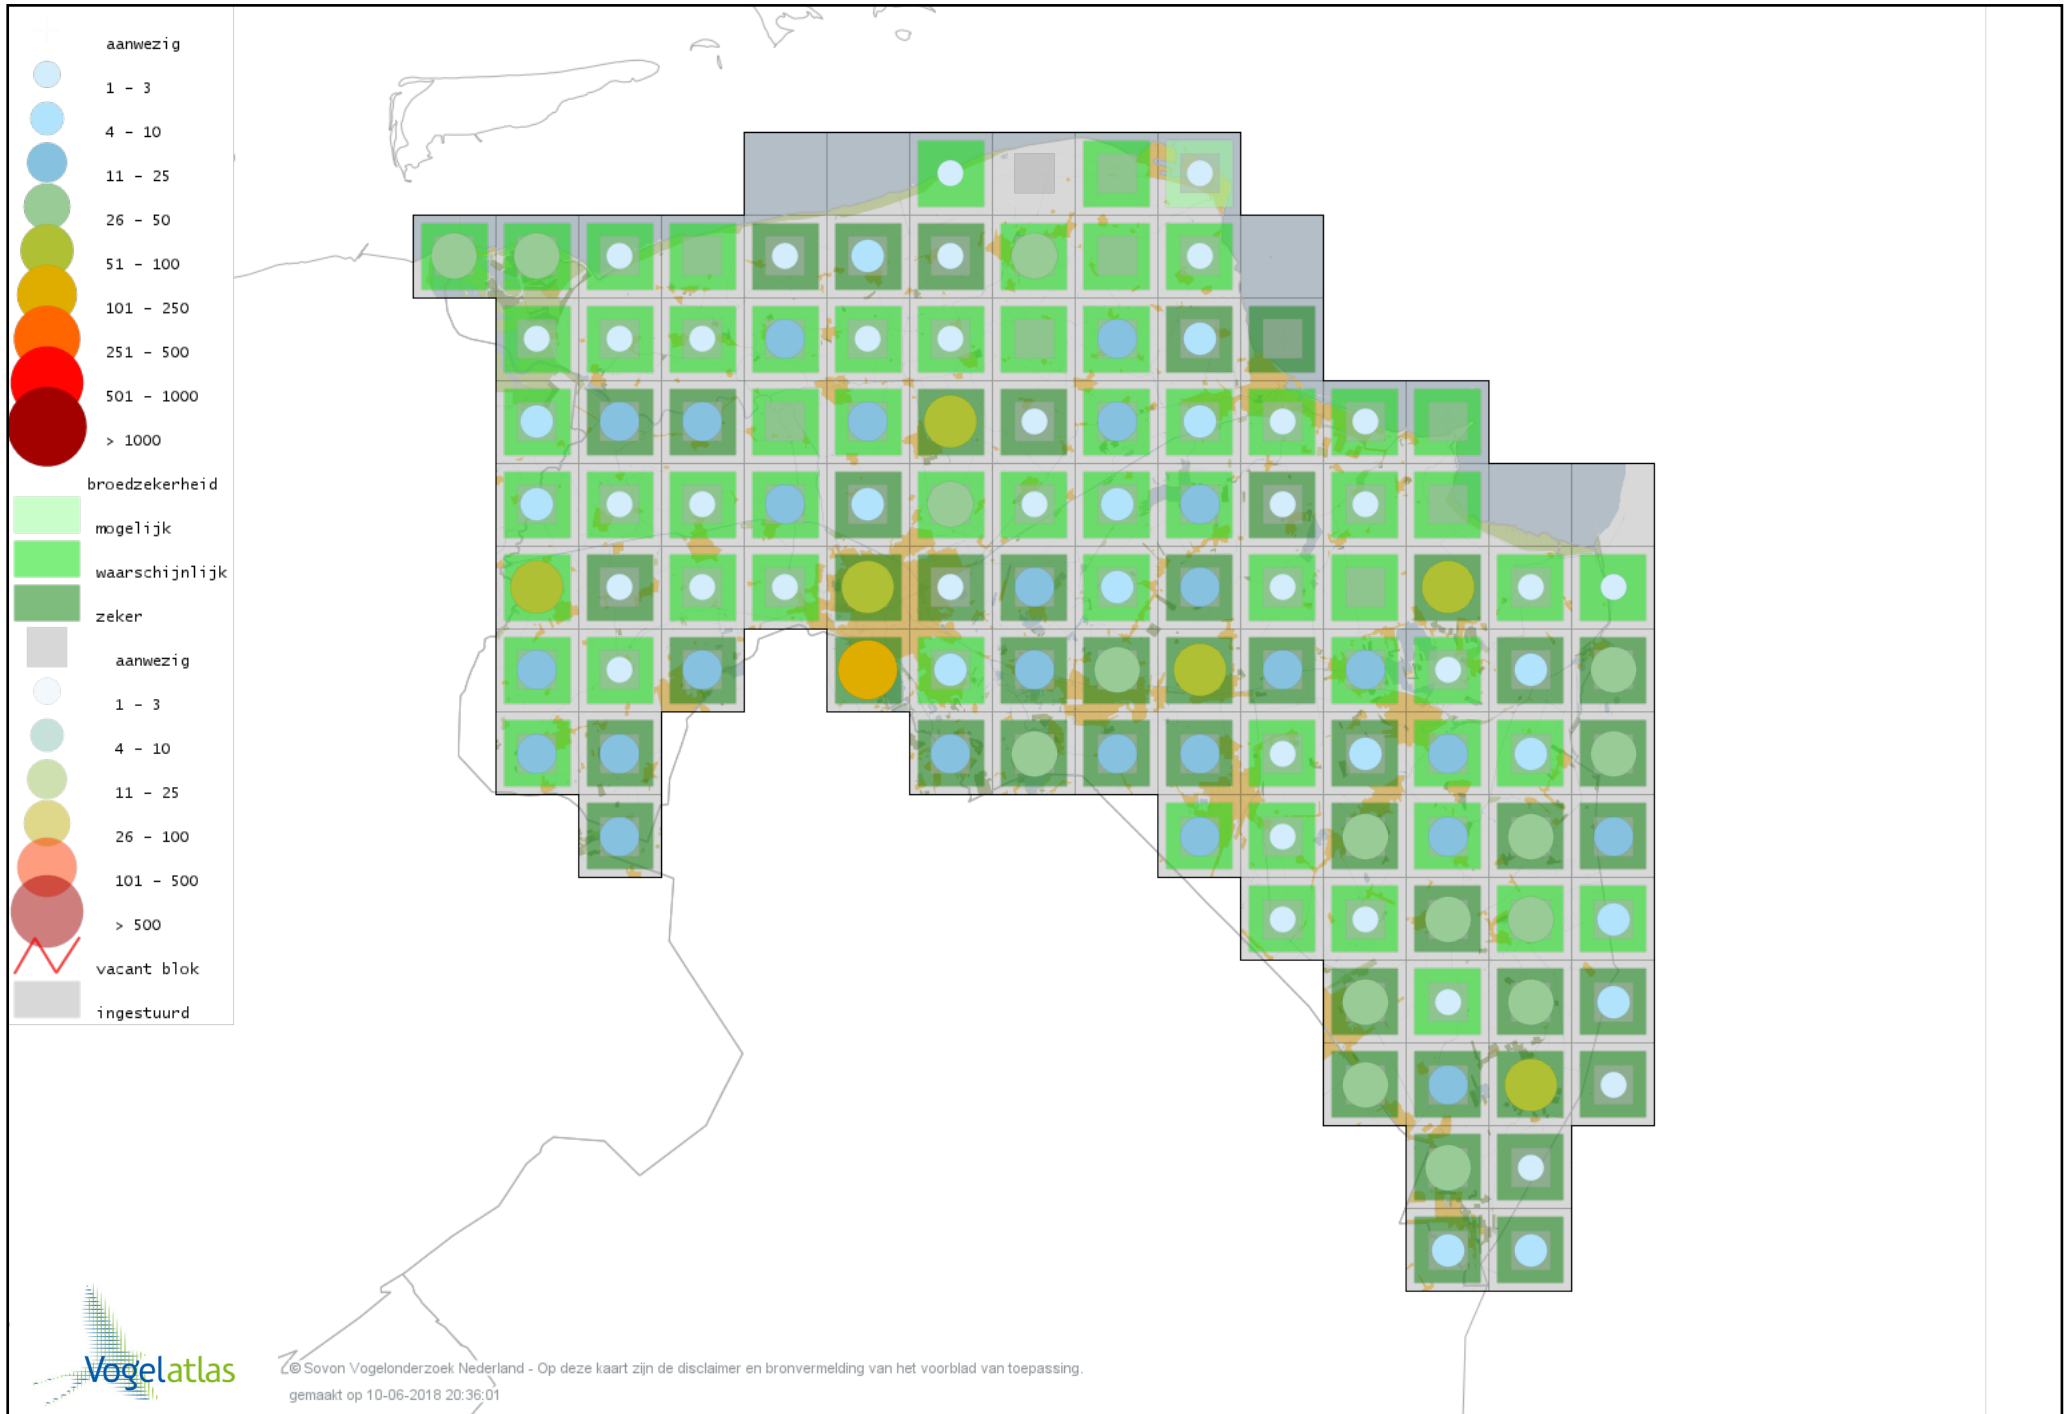 aanwezig
1 – 3
4 – 10
11 – 25
26 – 50
51 – 100
101 – 250
251 – 500
501 – 1000
> 1000
broedzekerheid
mogelijk
waarschijnlijk
zeker
aanwezig
1 – 3
4 – 10
11 – 25
26 – 100
101 – 500
> 500
vacant blok
ingestuurd
Vogelatlas
© Sovon Vogelonderzoek Nederland - Op deze kaart zijn de disclaimer en bronvermelding van het voorblad van toepassing.
gemaakt op 10-06-2018 20:36:01